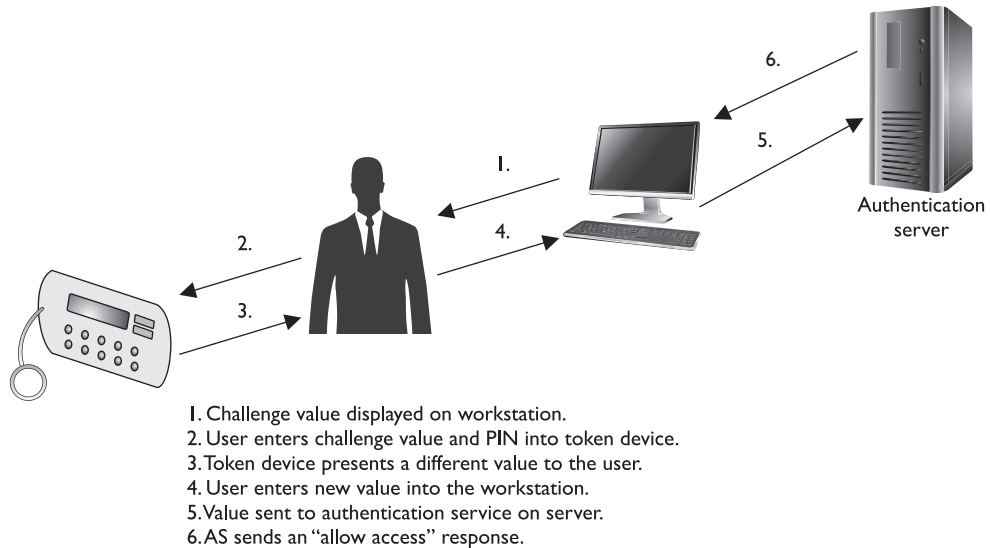 6.
5.
1.
4.
2.
3.
Authentication
server
1. Challenge value displayed on workstation.
2. User enters challenge value and PIN into token device.
3. Token device presents a different value to the user.
4. User enters new value into the workstation.
5. Value sent to authentication service on server.
6. AS sends an “allow access” response.